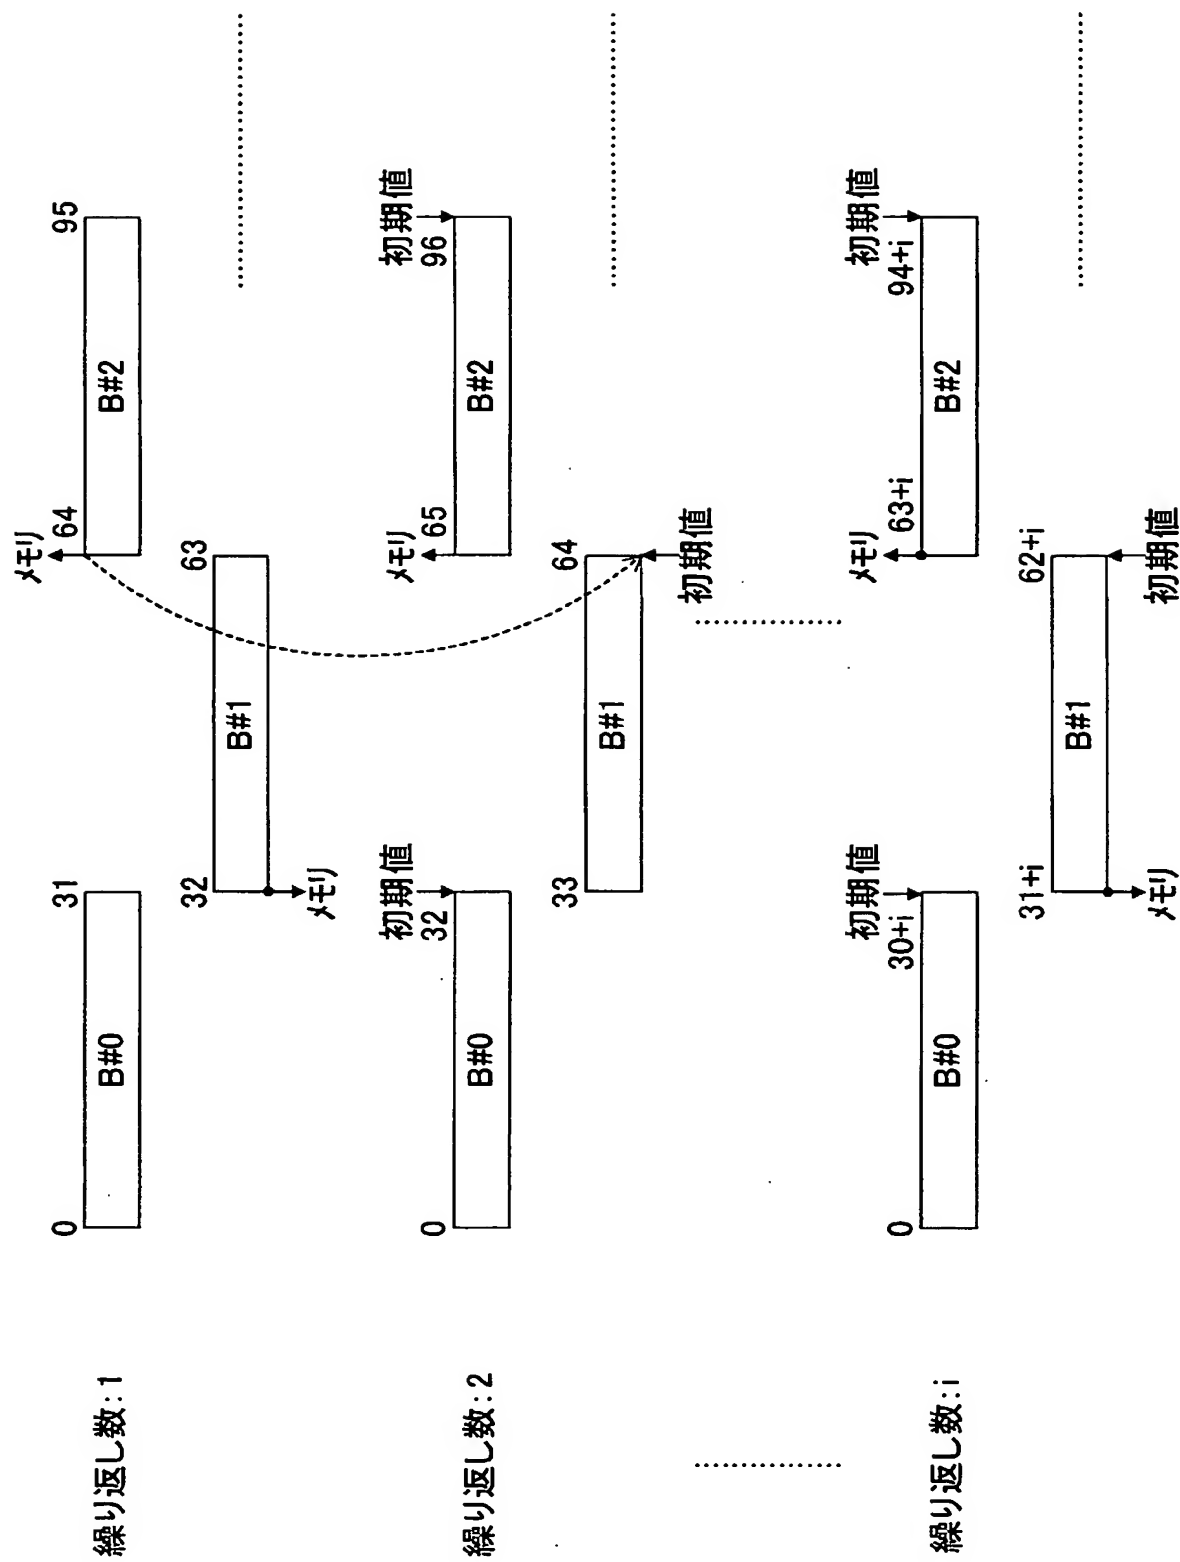 繰り返し数:1
0
31
B#0
32
63
B#1
メモリ
メモリ
64
95
B#2
繰り返し数:2
0
初期値
32
B#0
33
64
B#1
初期値
メモリ
65
初期値
96
B#2
繰り返し数:i
0
初期値
30+i
B#0
31+i
62+i
B#1
メモリ
初期値
メモリ
63+i
初期値
94+i
B#2